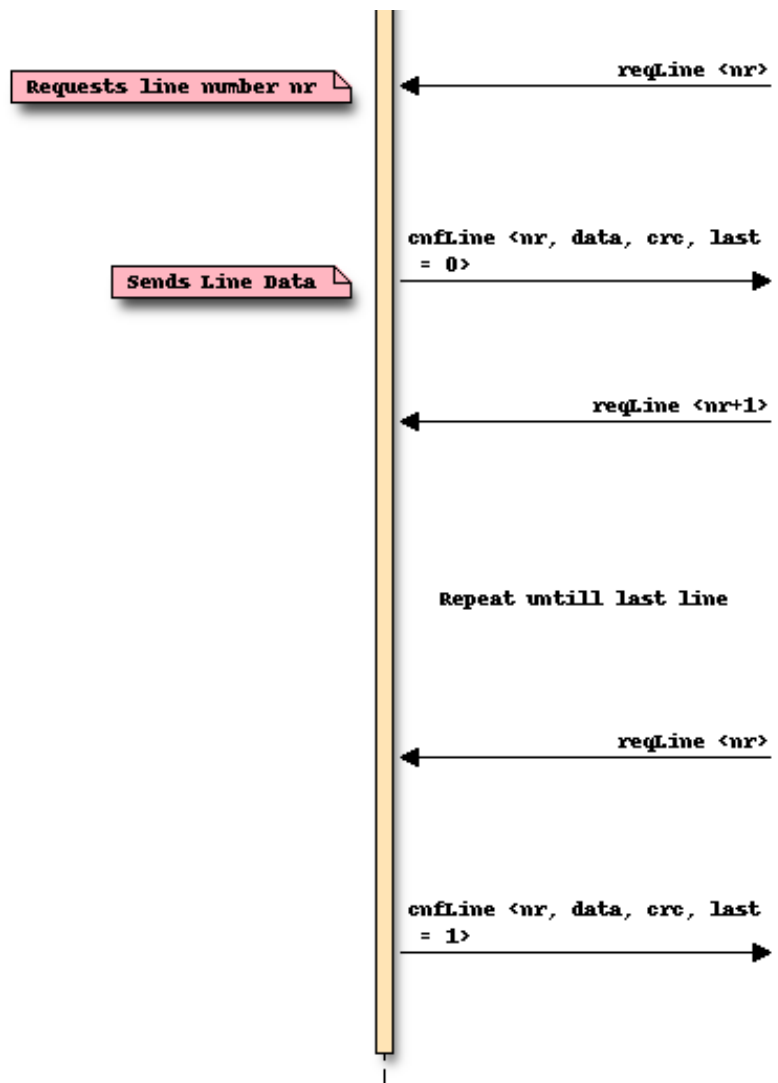 reqLine <nr>
Requests line number nr
cnfLine <nr, data, crc, last
= 0>
Sends Line Data
reqLine <nr+1>
Repeat untill last line
reqLine <nr>
cnfLine <nr, data, crc, last
= 1>